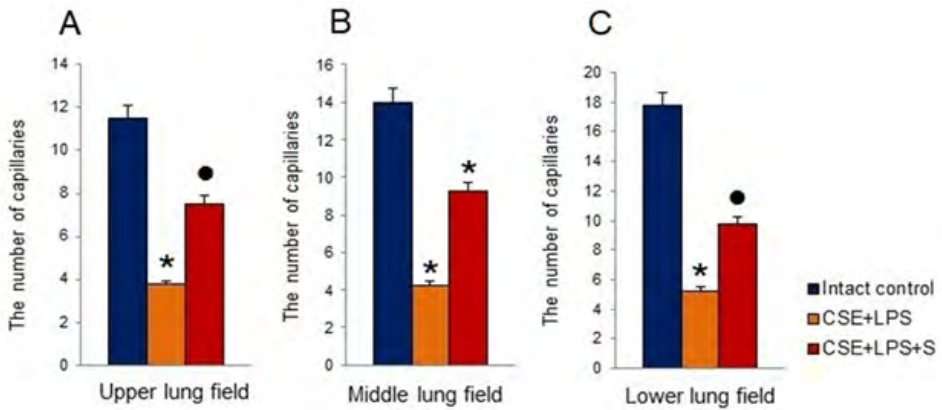 A
The number of capillaries
14
12
10
8
6
4
2
0
*
●
Upper lung field
B
The number of capillaries
16
14
12
10
8
6
4
2
0
*
*
Middle lung field
C
The number of capillaries
20
18
16
14
12
10
8
6
4
2
0
*
●
Lower lung field
Intact control
CSE+LPS
CSE+LPS+S